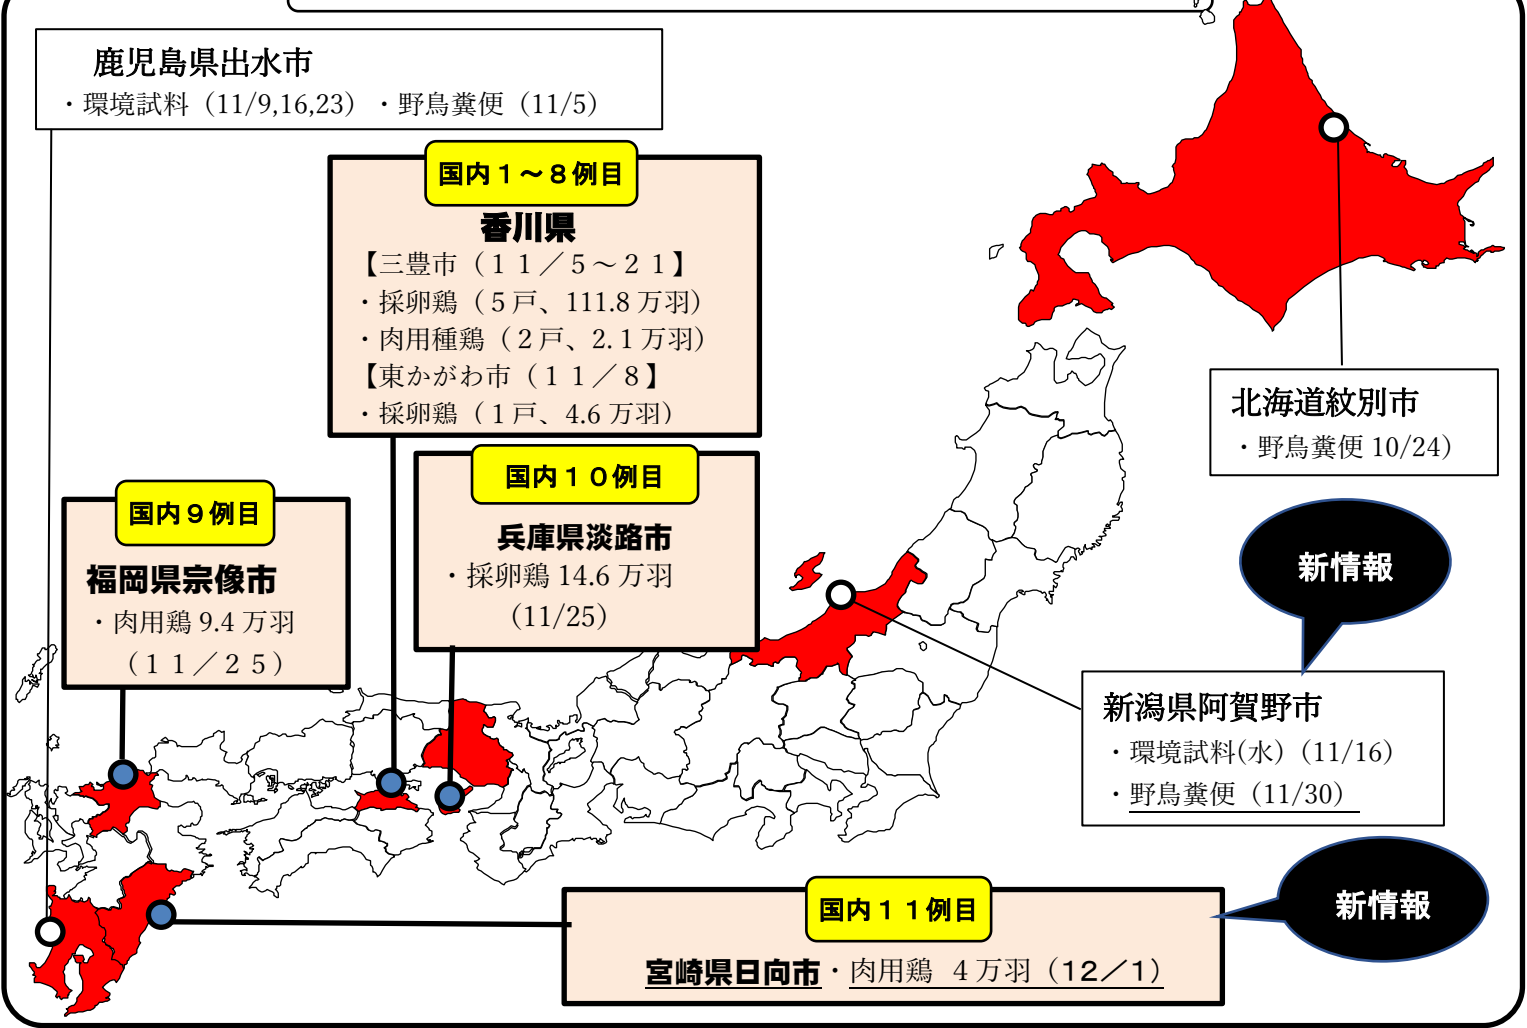 鹿児島県出水市
・環境試料（11/9,16,23）・野鳥糞便（11/5）
国内１～８例目
香川県
【三豊市（１１／５～２１】
・採卵鶏（５戸、111.8 万羽）
・肉用種鶏（２戸、2.1 万羽）
【東かがわ市（１１／８】
・採卵鶏（１戸、4.6 万羽）
国内１０例目
兵庫県淡路市
・採卵鶏 14.6 万羽
（11/25）
国内９例目
福岡県宗像市
・肉用鶏 9.4 万羽
（１１／２５）
北海道紋別市
・野鳥糞便 10/24）
新情報
新潟県阿賀野市
・環境試料(水)（11/16）
・野鳥糞便（11/30）
新情報
国内１１例目
宮崎県日向市・肉用鶏 ４万羽（12／1）